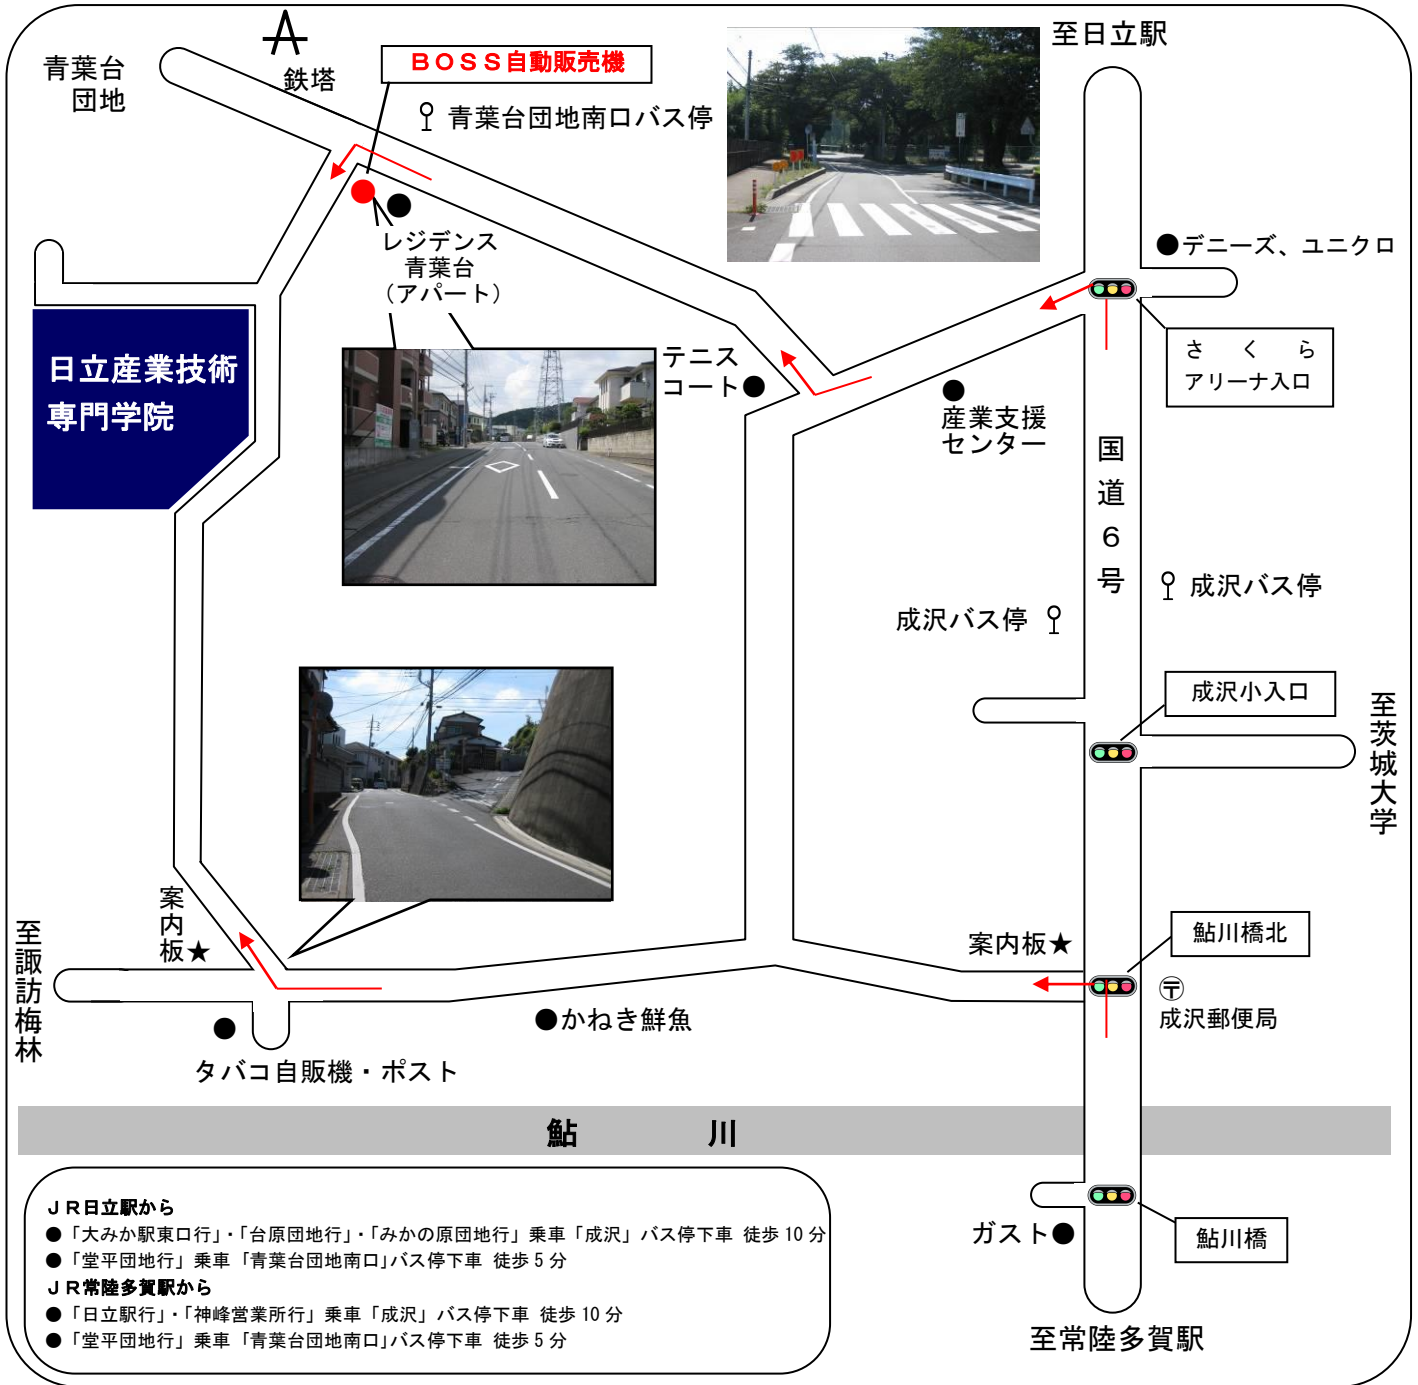 至日立駅
青葉台
団地
鉄塔
ＢＯＳＳ自動販売機
青葉台団地南口バス停
レジデンス
青葉台
（アパート）
●デニーズ、ユニクロ
さくら
アリーナ入口
日立産業技術
専門学院
テニス
コート●
産業支援
センター
国道６号
成沢バス停
成沢バス停
成沢小入口
至茨城大学
案内板★
至諏訪梅林
案内板★
鮎川橋北
〒
成沢郵便局
●かねき鮮魚
タバコ自販機・ポスト
鮎川
ＪＲ日立駅から
●「大みか駅東口行」・「台原団地行」・「みかの原団地行」乗車「成沢」バス停下車 徒歩10分
●「堂平団地行」乗車「青葉台団地南口」バス停下車 徒歩5分
ＪＲ常陸多賀駅から
●「日立駅行」・「神峰営業所行」乗車「成沢」バス停下車 徒歩10分
●「堂平団地行」乗車「青葉台団地南口」バス停下車 徒歩5分
ガスト●
鮎川橋
至常陸多賀駅